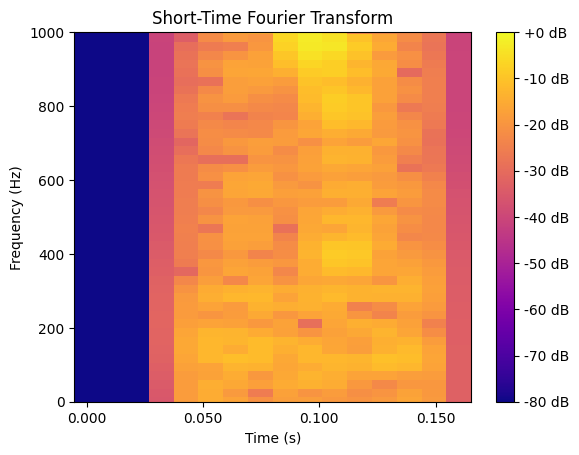 Short-Time Fourier Transform
1000
800
600
400
200
0
Frequency (Hz)
0.000
0.050
0.100
0.150
Time (s)
+0 dB
-10 dB
-20 dB
-30 dB
-40 dB
-50 dB
-60 dB
-70 dB
-80 dB